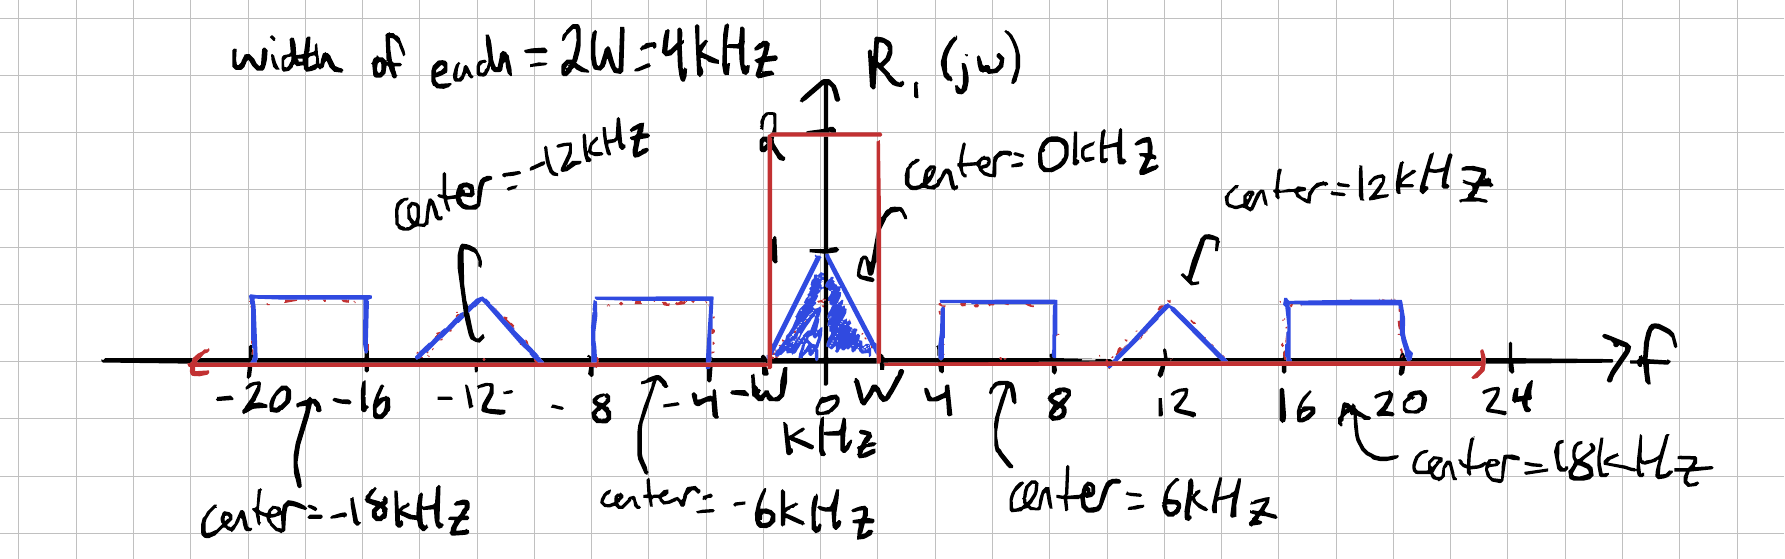 width of each = 2W=4kHz
R₁ (jw)
2
center=-12kHz
center= 0kHz
center=12kHz
1
f
-20 -16 -12 -8 -4 -W 0 W 4 8 12 16 20 24
kHz
center=-18kHz
center= -6kHz
center= 6kHz
center=18kHz